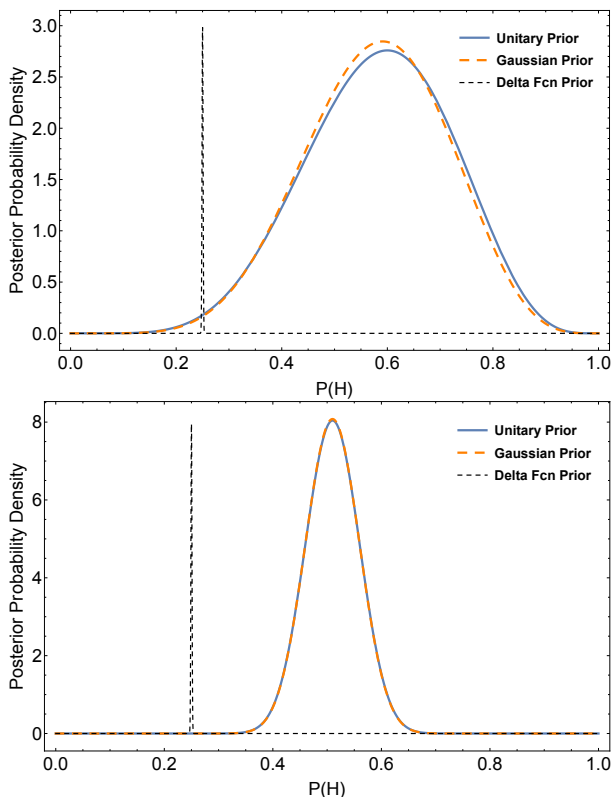 3.0
2.5
2.0
1.5
1.0
0.5
0.0
Posterior Probability Density
Unitary Prior
Gaussian Prior
Delta Fcn Prior
0.0 0.2 0.4 0.6 0.8 1.0
P(H)
8
6
4
2
0
Posterior Probability Density
Unitary Prior
Gaussian Prior
Delta Fcn Prior
0.0 0.2 0.4 0.6 0.8 1.0
P(H)